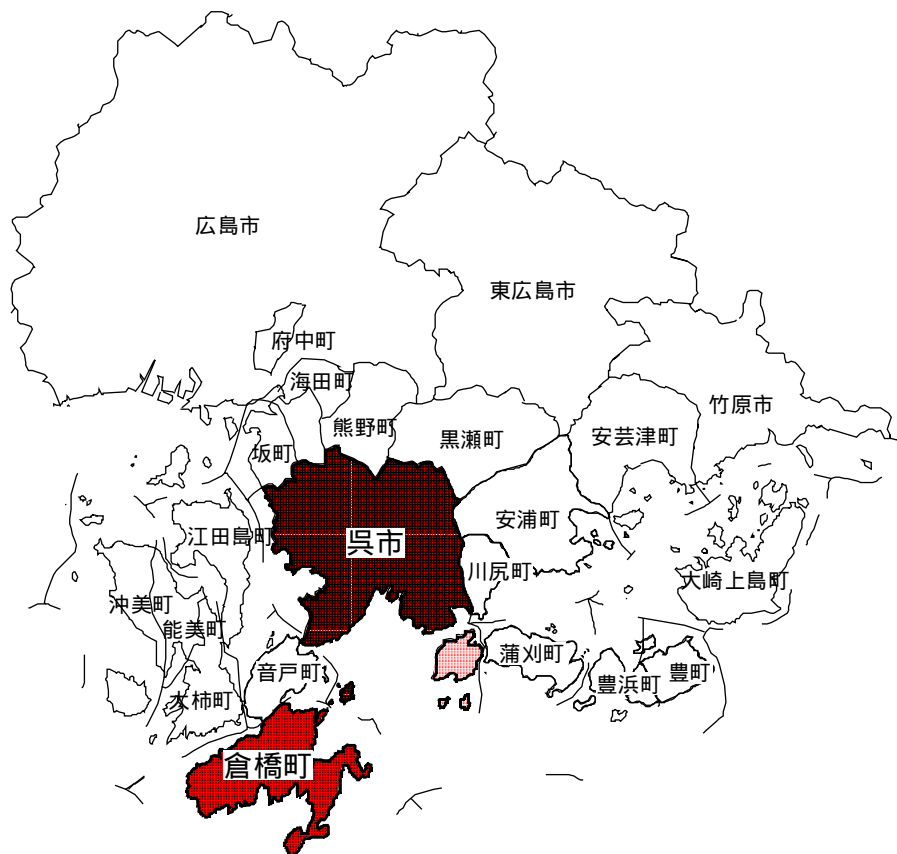 広島市
東広島市
府中町
海田町
竹原市
熊野町
黒瀬町
安芸津町
坂町
安浦町
江田島町
呉市
川尻町
大崎上島町
沖美町
能美町
蒲刈町
音戸町
豊浜町
豊町
大柿町
倉橋町